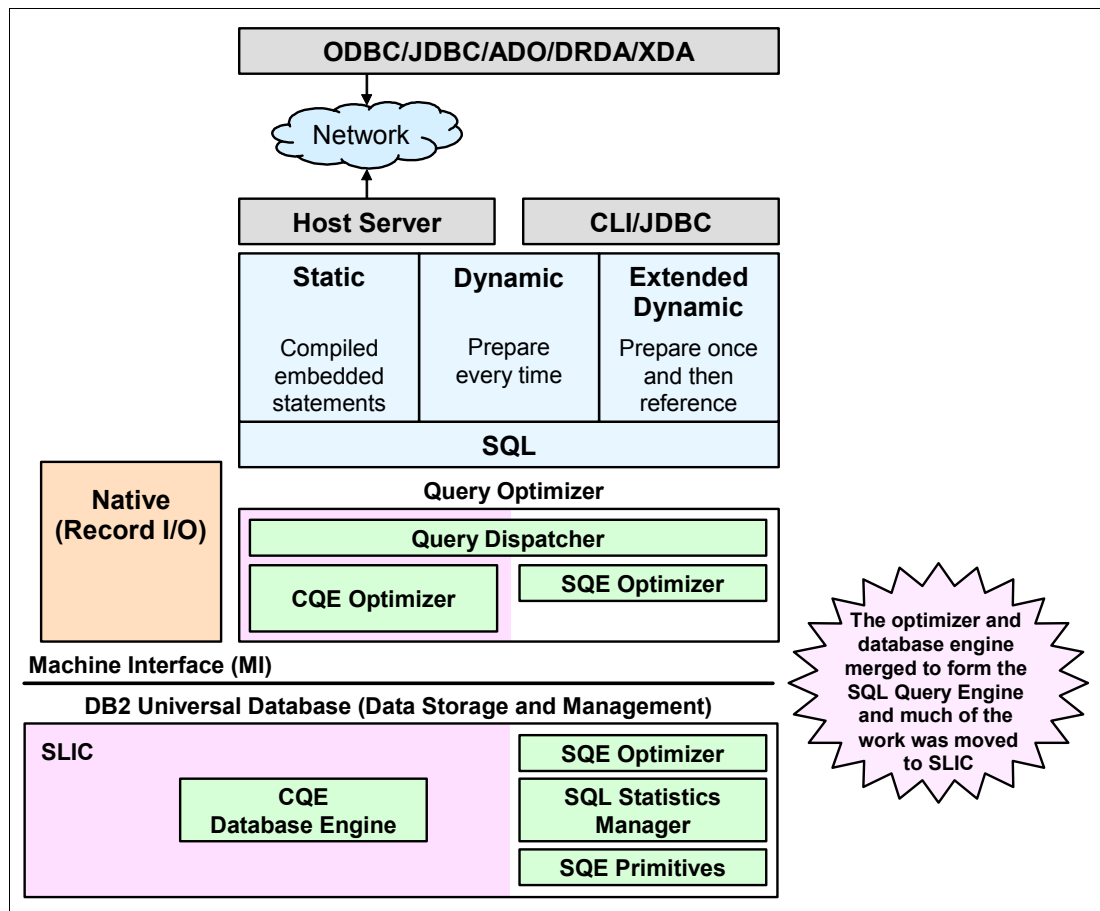 ODBC/JDBC/ADO/DRDA/XDA
Network
Host Server
CLI/JDBC
Static
Compiled
embedded
statements
Dynamic
Prepare
every time
Extended
Dynamic
Prepare once
and then
reference
SQL
Native
(Record I/O)
Query Optimizer
Query Dispatcher
CQE Optimizer
SQE Optimizer
Machine Interface (MI)
DB2 Universal Database (Data Storage and Management)
SLIC
CQE
Database Engine
SQE Optimizer
SQL Statistics
Manager
SQE Primitives
The optimizer and
database engine
merged to form the
SQL Query Engine
and much of the
work was moved
to SLIC